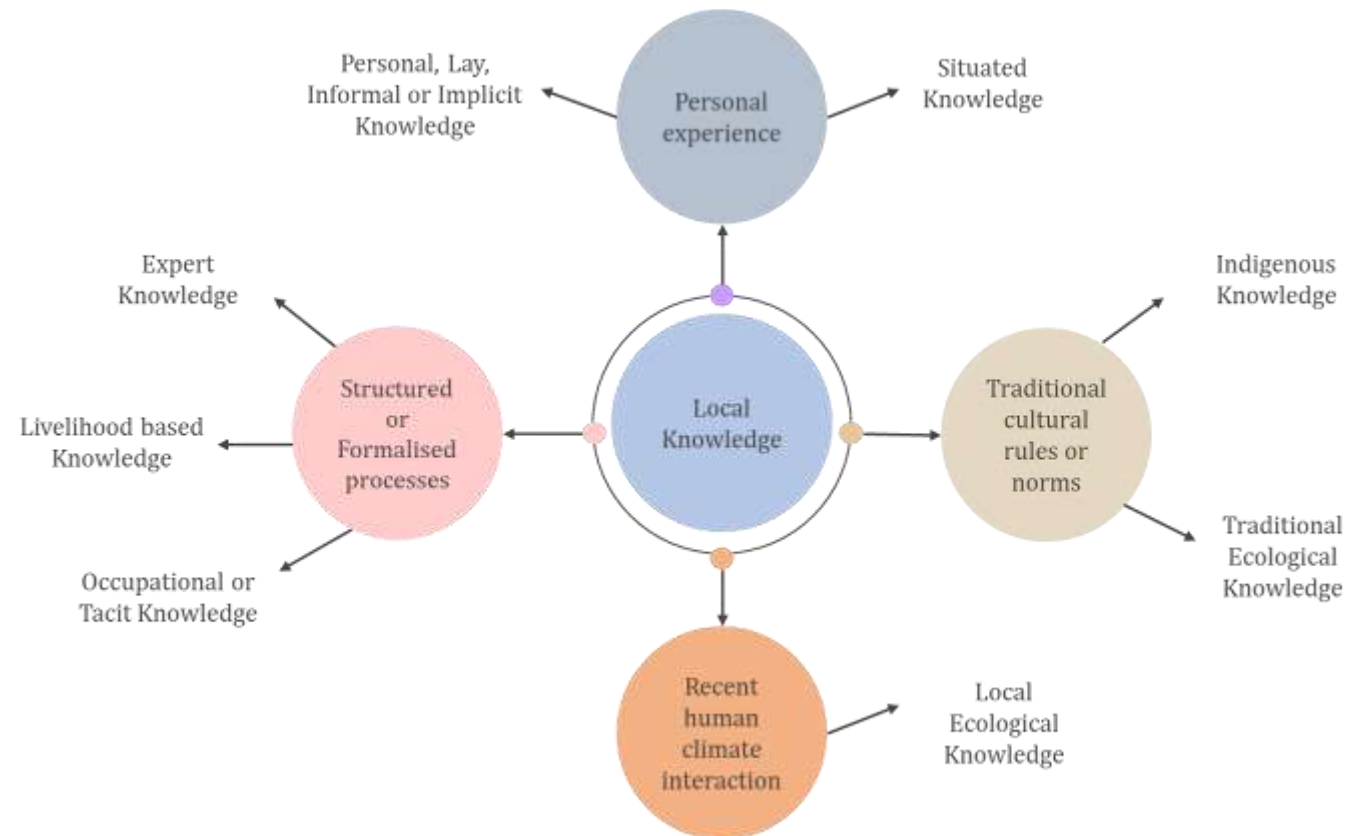 Personal, Lay,
Informal or Implicit
Knowledge
Personal
experience
Situated
Knowledge
Expert
Knowledge
Indigenous
Knowledge
Structured
or
Formalised
processes
Local
Knowledge
Traditional
cultural
rules or
norms
Livelihood based
Knowledge
Occupational or
Tacit Knowledge
Traditional
Ecological
Knowledge
Recent
human
climate
interaction
Local
Ecological
Knowledge